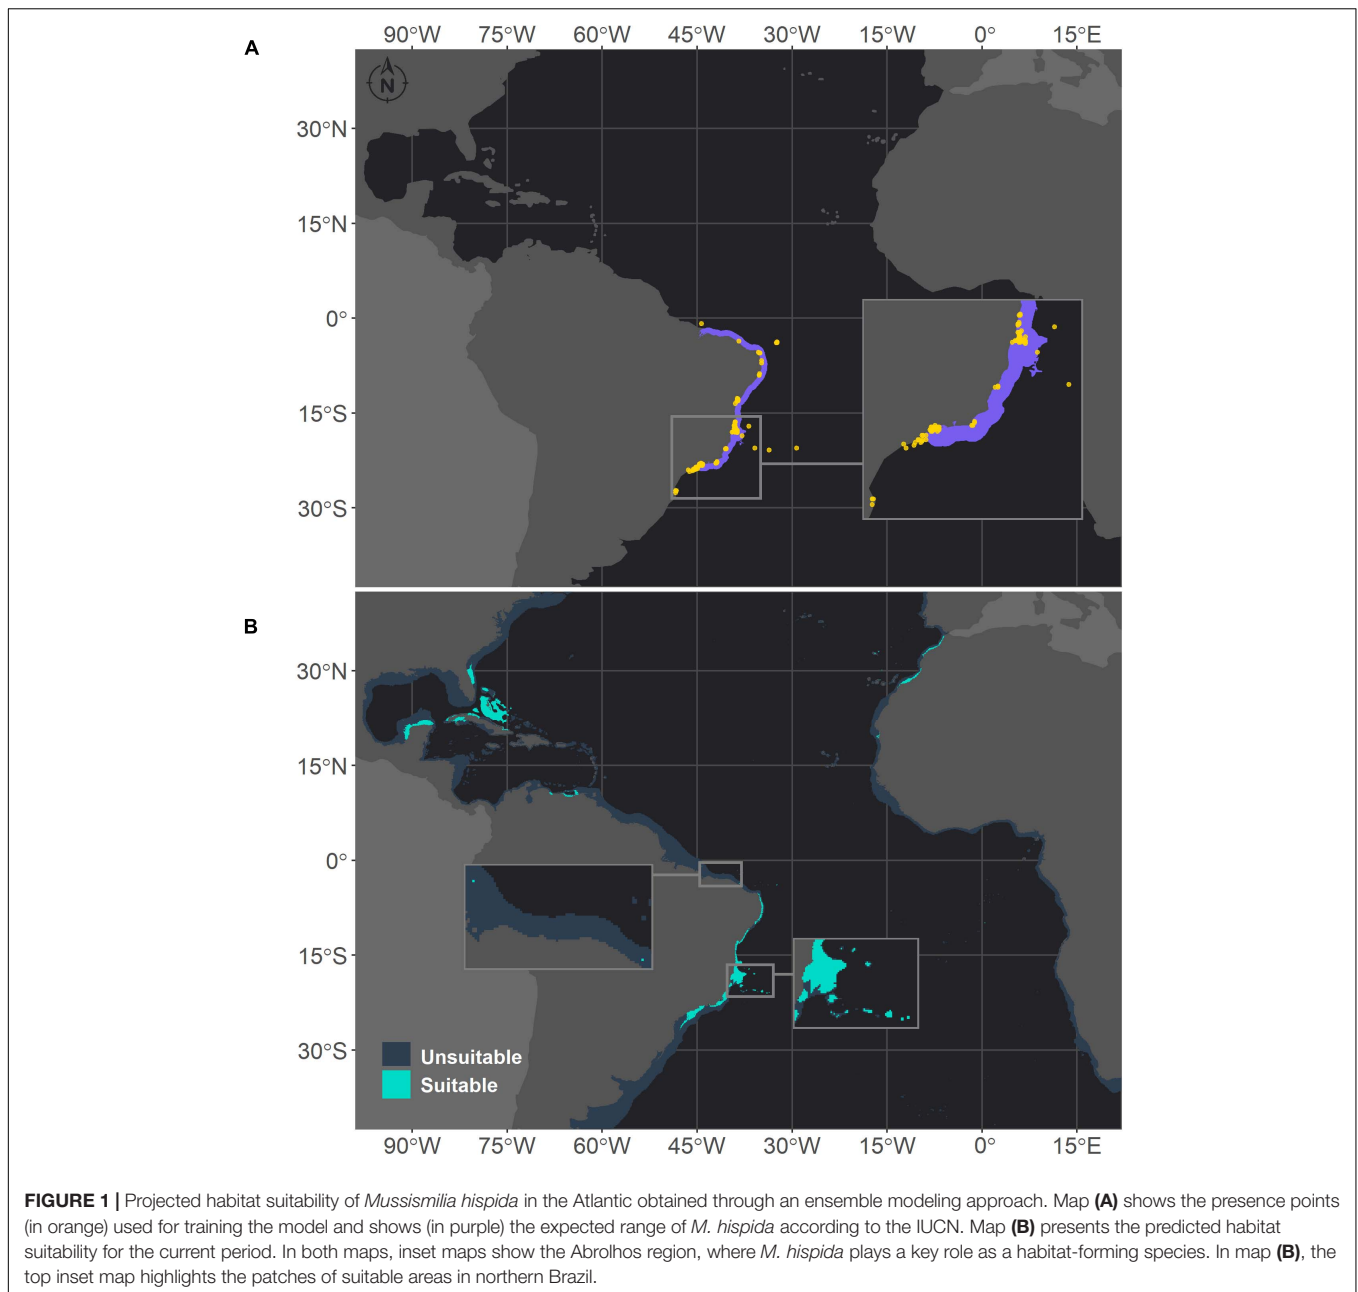 90°W 75°W 60°W 45°W 30°W 15°W 0° 15°E
A
N
30°N
15°N
0°
15°S
30°S
B
30°N
15°N
0°
15°S
30°S
Unsuitable
Suitable
90°W 75°W 60°W 45°W 30°W 15°W 0° 15°E
FIGURE 1 | Projected habitat suitability of Mussismilia hispida in the Atlantic obtained through an ensemble modeling approach. Map (A) shows the presence points
(in orange) used for training the model and shows (in purple) the expected range of M. hispida according to the IUCN. Map (B) presents the predicted habitat
suitability for the current period. In both maps, inset maps show the Abrolhos region, where M. hispida plays a key role as a habitat-forming species. In map (B), the
top inset map highlights the patches of suitable areas in northern Brazil.